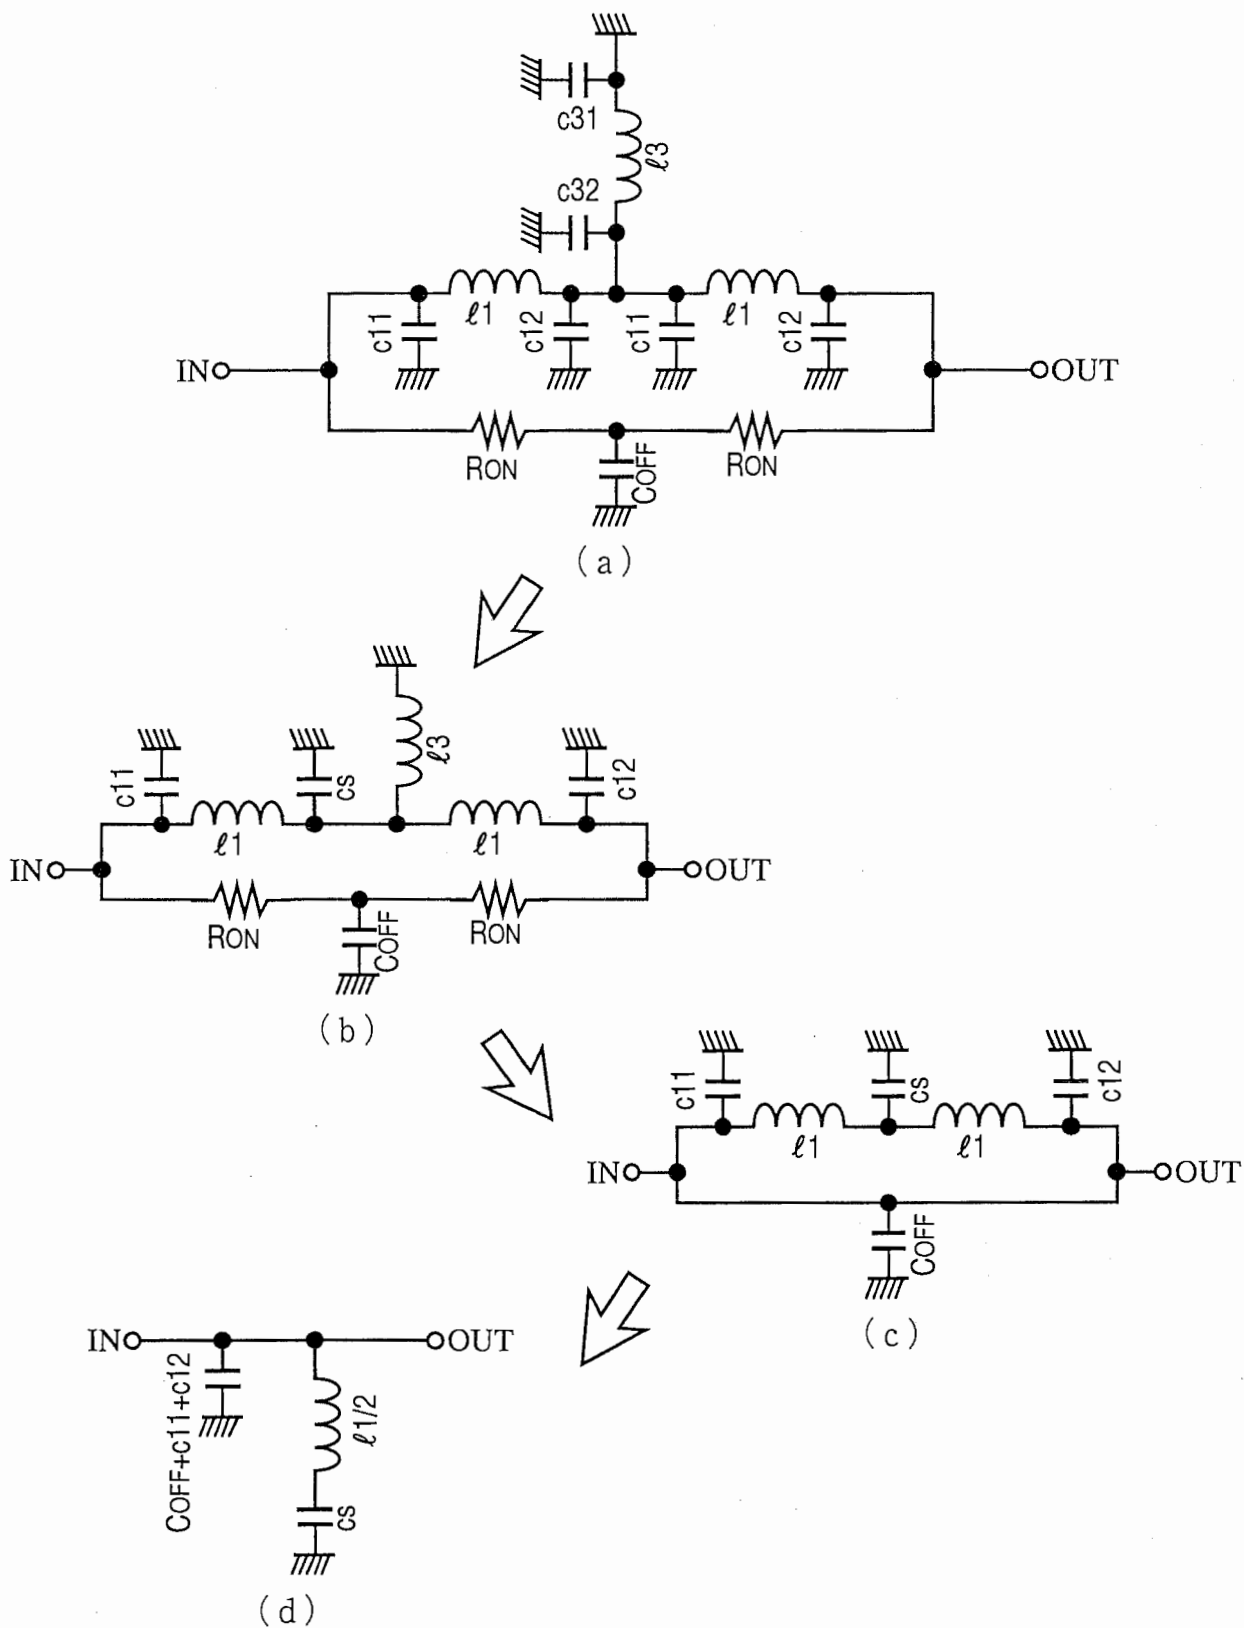 c31
ℓ3
c32
c11
ℓ1
c12
c11
ℓ1
c12
IN
OUT
RON
COFF
RON
(a)
c11
cs
ℓ3
c12
ℓ1
ℓ1
IN
OUT
RON
COFF
RON
(b)
c11
cs
c12
ℓ1
ℓ1
IN
OUT
COFF
(c)
IN
OUT
COFF+c11+c12
ℓ1/2
cs
(d)